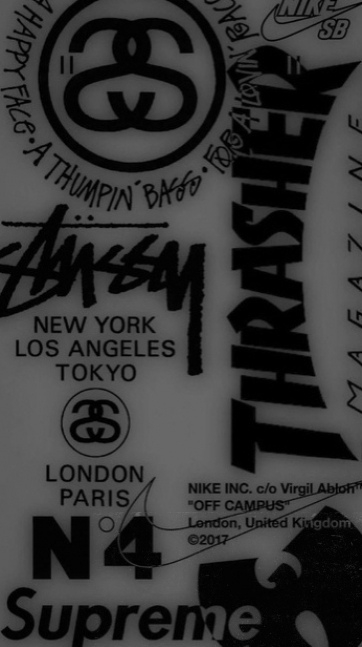 NIKE
SB
A HAPPY FACE • A THUMPIN' BASS • FOR A LOVIN' RACE
THRASHER
MAGAZINE
Stüssy
NEW YORK
LOS ANGELES
TOKYO
LONDON
PARIS
NIKE INC. c/o Virgil Abloh™
"OFF CAMPUS"
London, United Kingdom
©2017
N°4
Supreme